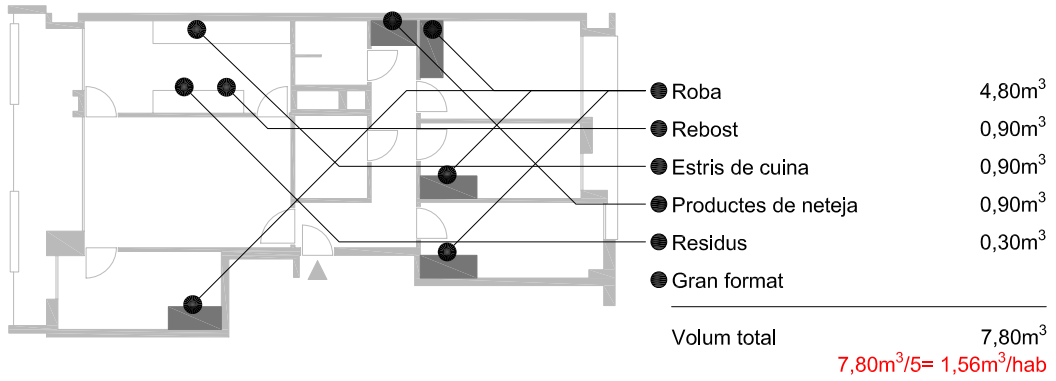 Roba 4,80m³
Rebost 0,90m³
Estris de cuina 0,90m³
Productes de neteja 0,90m³
Residus 0,30m³
Gran format
Volum total 7,80m³
7,80m³/5= 1,56m³/hab